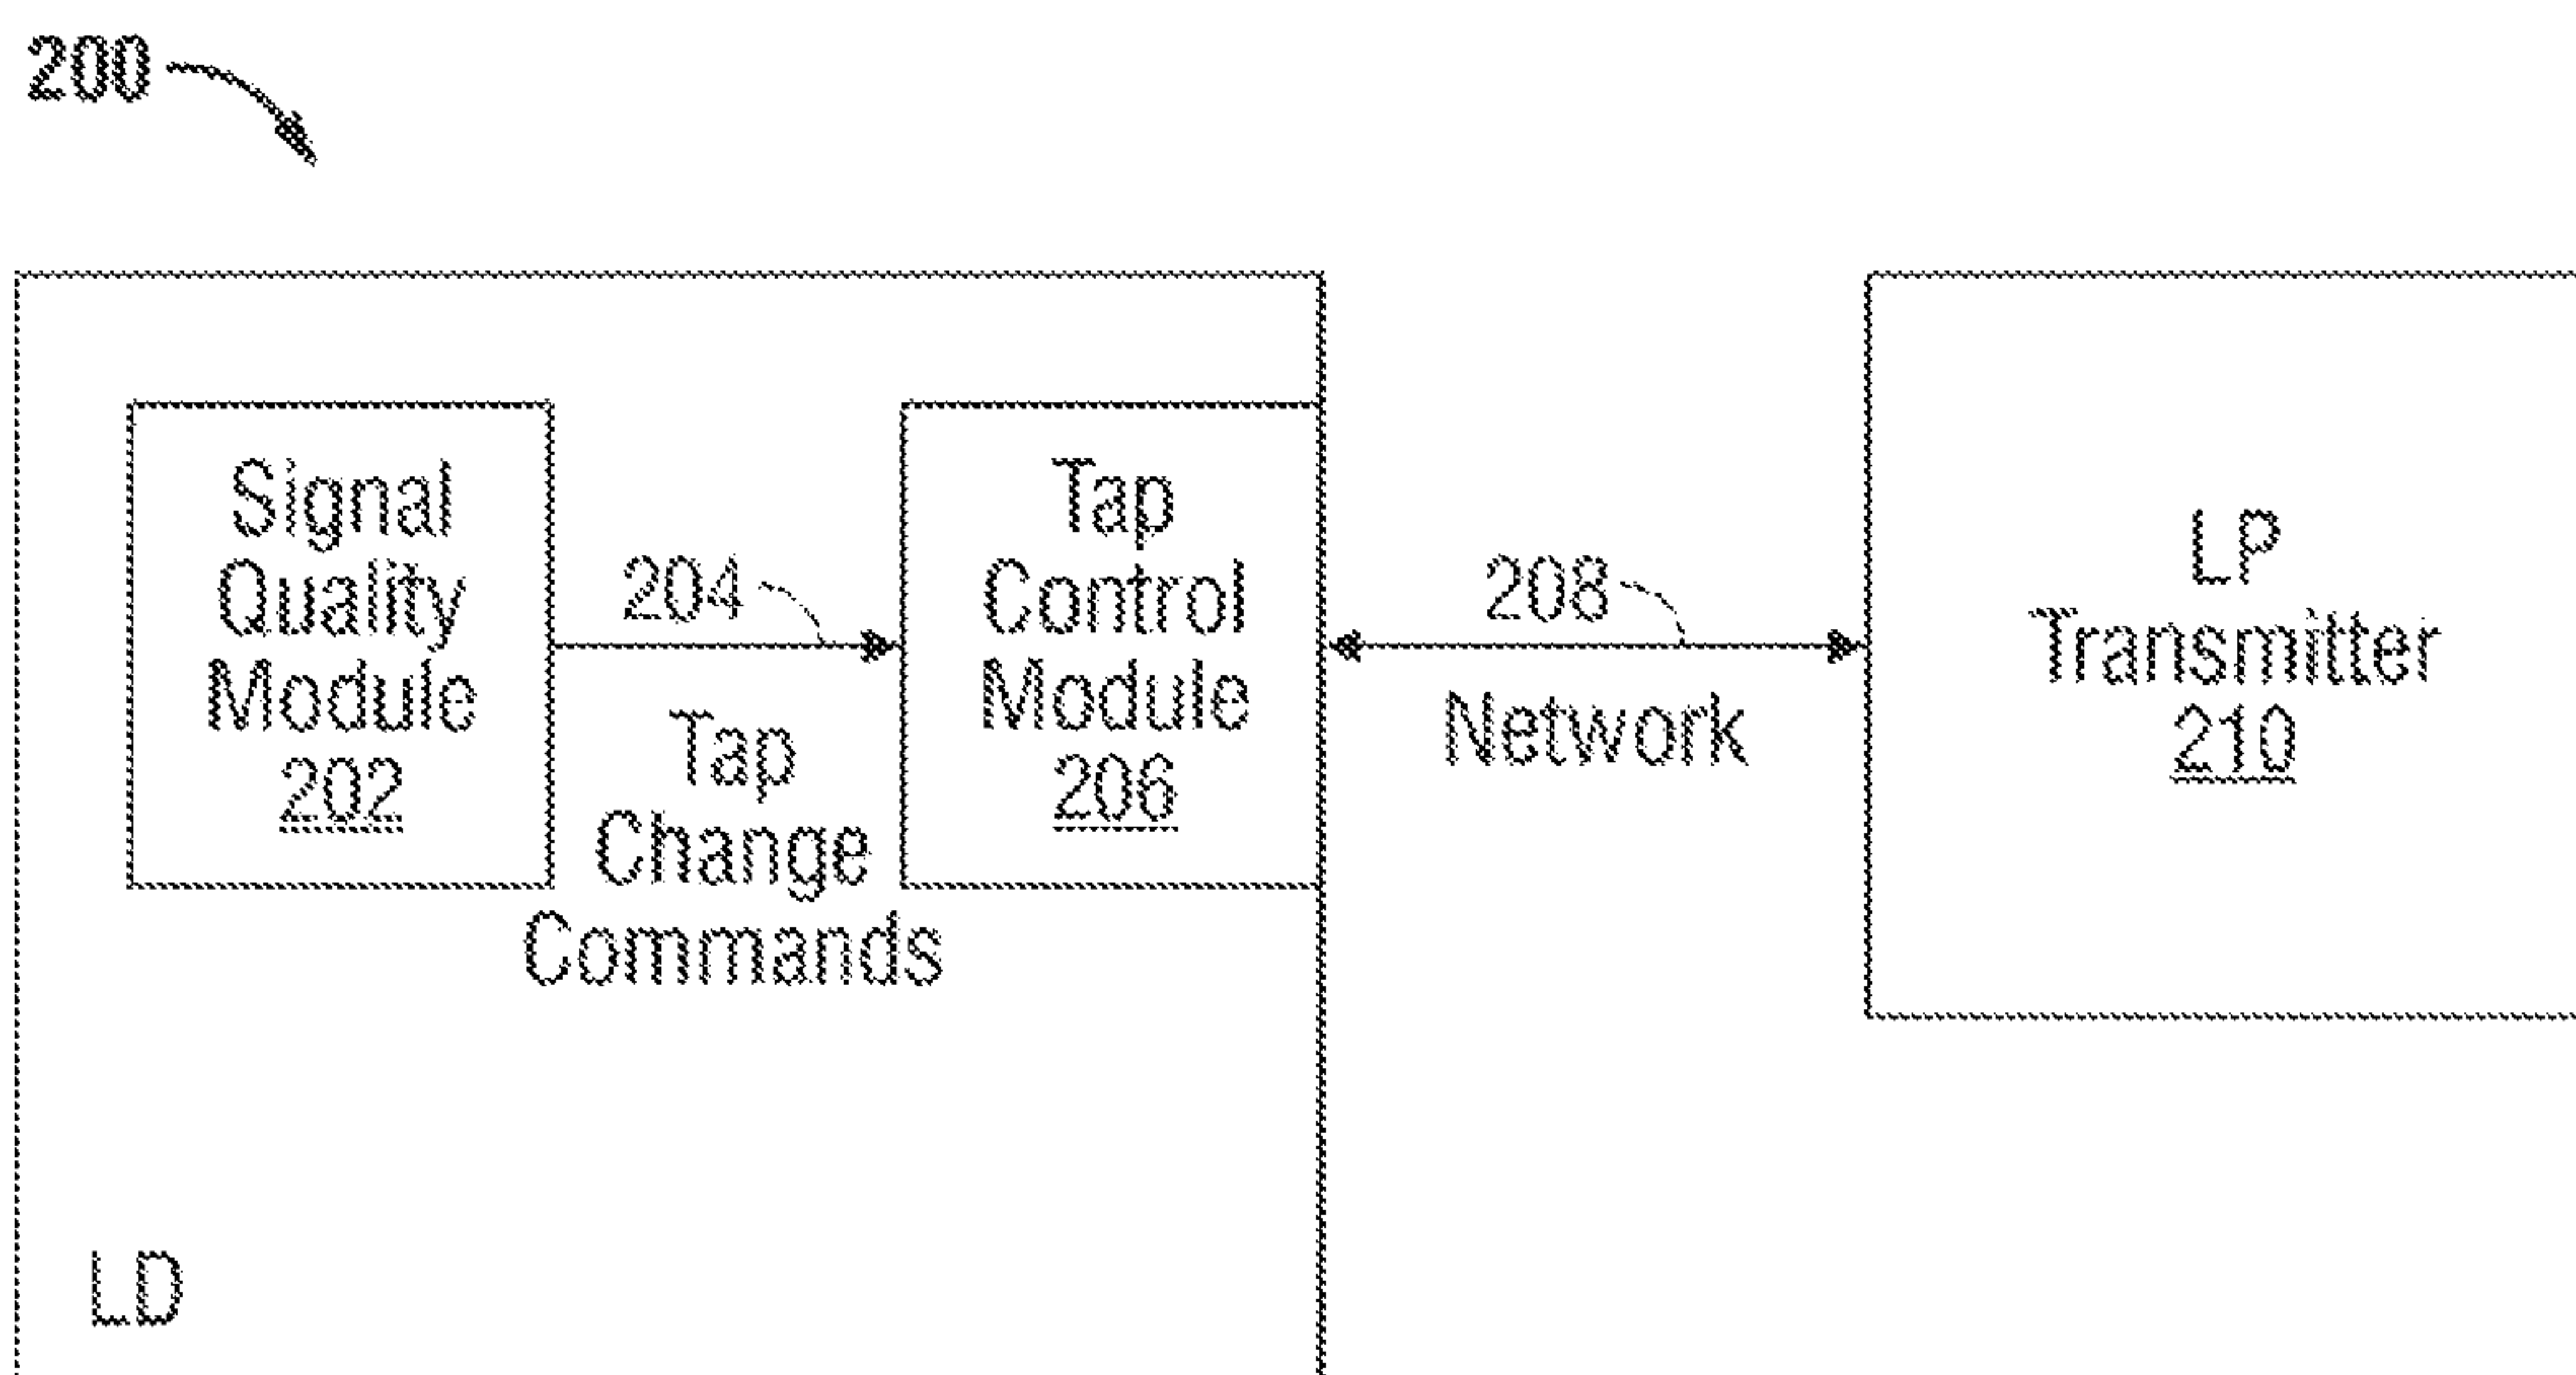 200
Signal
Quality
Module
202
204
Tap
Change
Commands
Tap
Control
Module
206
208
Network
LP
Transmitter
210
LD